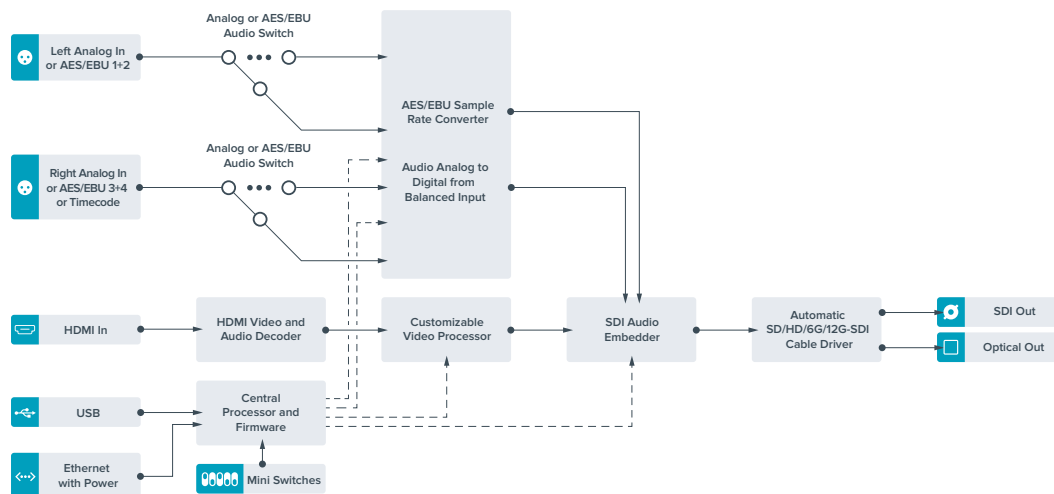 Analog or AES/EBU
Audio Switch
Left Analog In
or AES/EBU 1+2
AES/EBU Sample
Rate Converter
Analog or AES/EBU
Audio Switch
Right Analog In
or AES/EBU 3+4
or Timecode
Audio Analog to
Digital from
Balanced Input
HDMI In
HDMI Video and
Audio Decoder
Customizable
Video Processor
SDI Audio
Embedder
Automatic
SD/HD/6G/12G-SDI
Cable Driver
SDI Out
Optical Out
USB
Central
Processor and
Firmware
Ethernet
with Power
Mini Switches